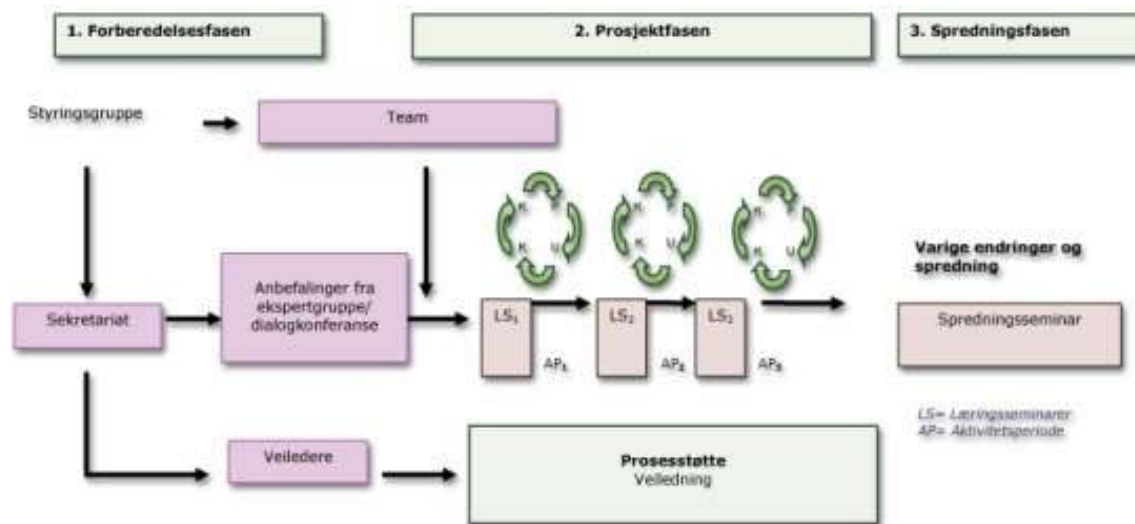 1. Forberedelsesfasen
2. Prosjektfasen
3. Spredningsfasen
Styringsgruppe
Team
K P
K U
K P
K U
K P
K U
Varige endringer og
spredning
Sekretariat
Anbefalinger fra
ekspertgruppe/
dialogkonferanse
LS₁
LS₂
LS₃
AP₁
AP₂
AP₃
Spredningsseminar
LS= Læringsseminarer
AP= Aktivitetsperiode
Veiledere
Prosesstøtte
Veiledning